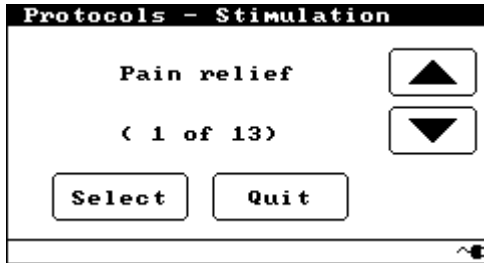 Protocols - Stimulation
Pain relief
( 1 of 13)
Select Quit